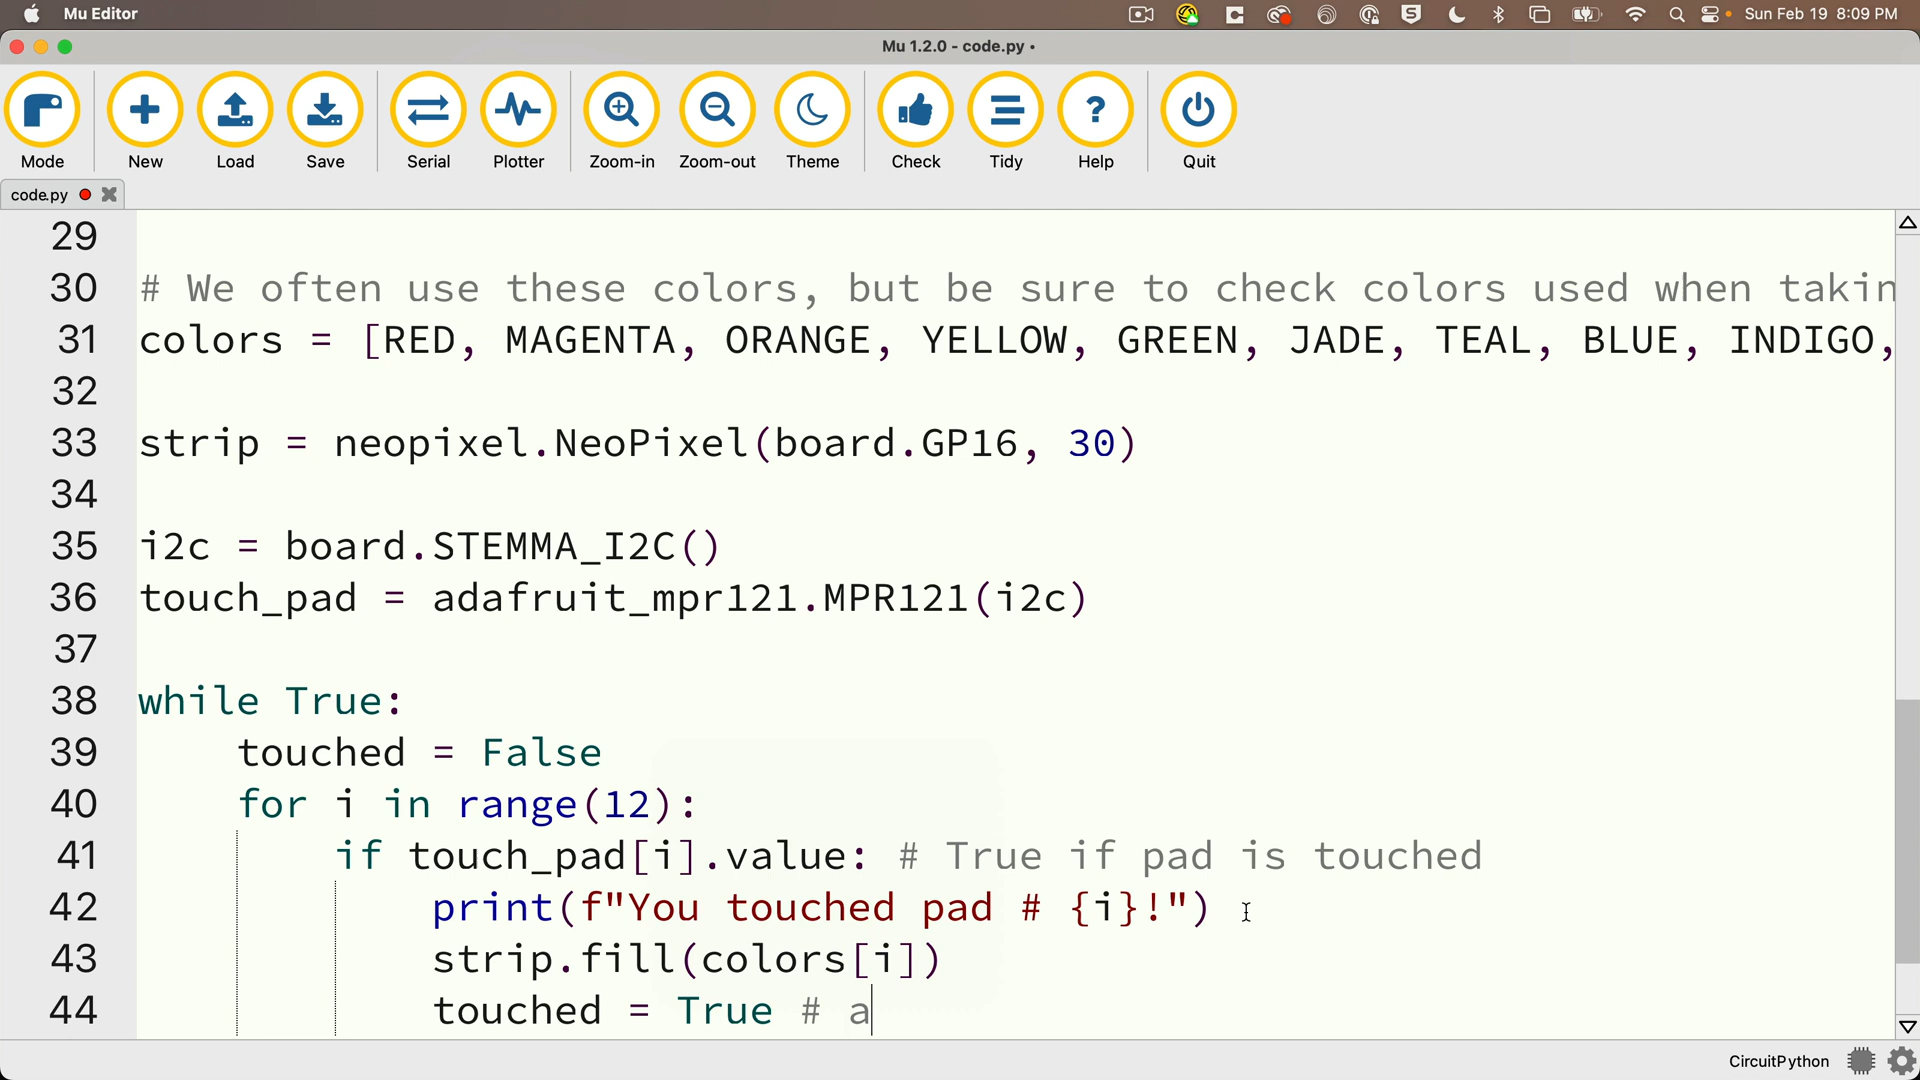 Mu Editor
Sun Feb 19 8:09 PM
Mu 1.2.0 - code.py •
Mode New Load Save Serial Plotter Zoom-in Zoom-out Theme Check Tidy Help Quit
code.py
29
30 # We often use these colors, but be sure to check colors used when takin
31 colors = [RED, MAGENTA, ORANGE, YELLOW, GREEN, JADE, TEAL, BLUE, INDIGO,
32
33 strip = neopixel.NeoPixel(board.GP16, 30)
34
35 i2c = board.STEMMA_I2C()
36 touch_pad = adafruit_mpr121.MPR121(i2c)
37
38 while True:
39 touched = False
40 for i in range(12):
41 if touch_pad[i].value: # True if pad is touched
42 print(f"You touched pad # {i}!")
43 strip.fill(colors[i])
44 touched = True # a
CircuitPython